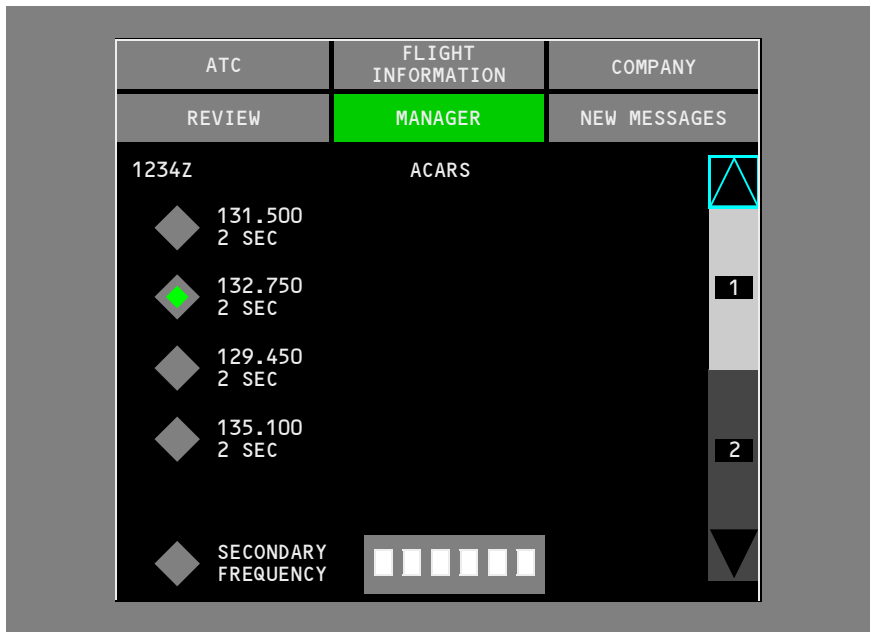 ATC
FLIGHT
INFORMATION
COMPANY
REVIEW
MANAGER
NEW MESSAGES
1234Z
ACARS
131.500
2 SEC
132.750
2 SEC
1
129.450
2 SEC
135.100
2 SEC
2
SECONDARY
FREQUENCY